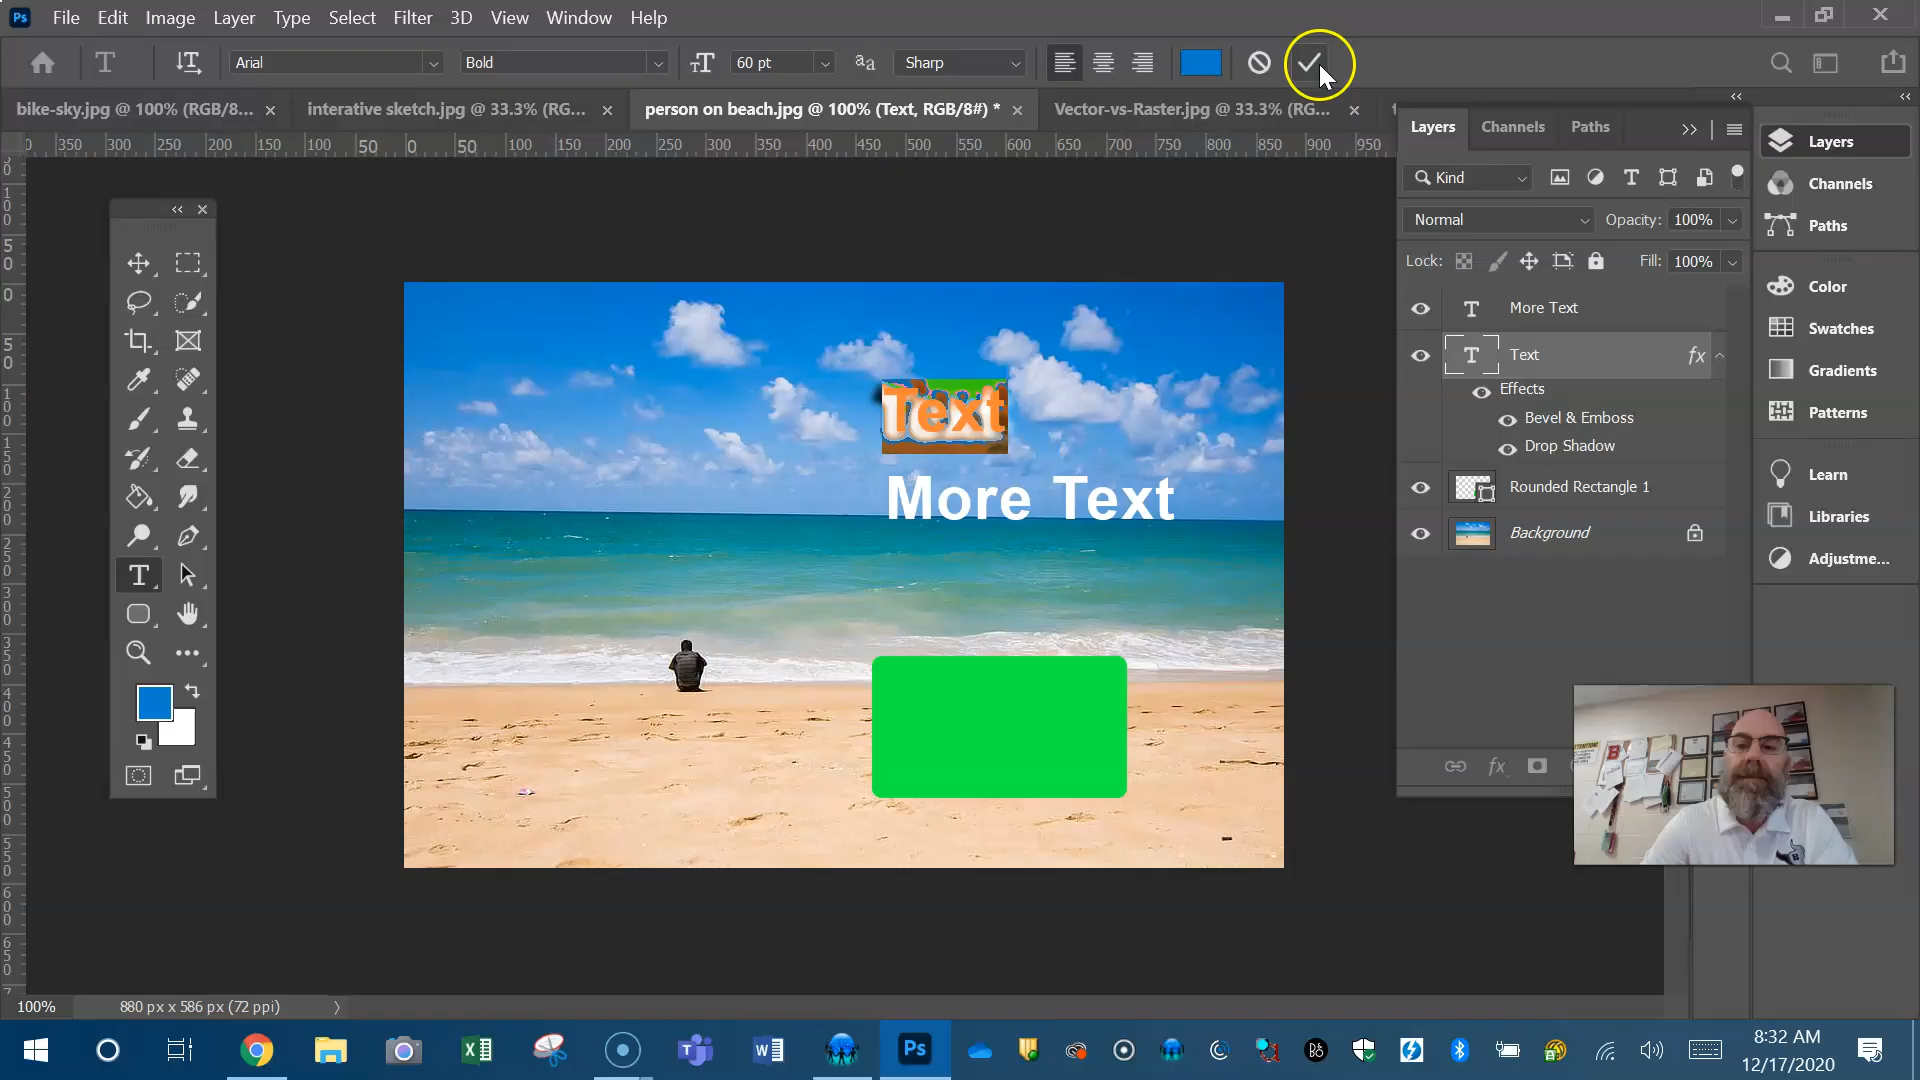 Ps File Edit Image Layer Select Type Filter 3D View Window Help
Arial Bold 60 pt Sharp
bike-sky.jpg @ 100% (RGB/8... interative sketch.jpg @ 33.3% (RG... person on beach.jpg @ 100% (Text, RGB/8#) * Vector-vs-Raster.jpg @ 33.3% (RG...
350 300 250 200 150 100 50 0 50 100 150 200 250 300 350 400 450 500 550 600 650 700 750 800 850 900 950
Layers Channels Paths
Kind
Normal Opacity: 100%
Lock: Fill: 100%
More Text
Text fx
Effects
Bevel & Emboss
Drop Shadow
Rounded Rectangle 1
Background
Layers
Channels
Paths
Color
Swatches
Gradients
Patterns
Learn
Libraries
Adjustme...
Text
More Text
100% 880 px x 586 px (72 ppi)
8:32 AM
12/17/2020